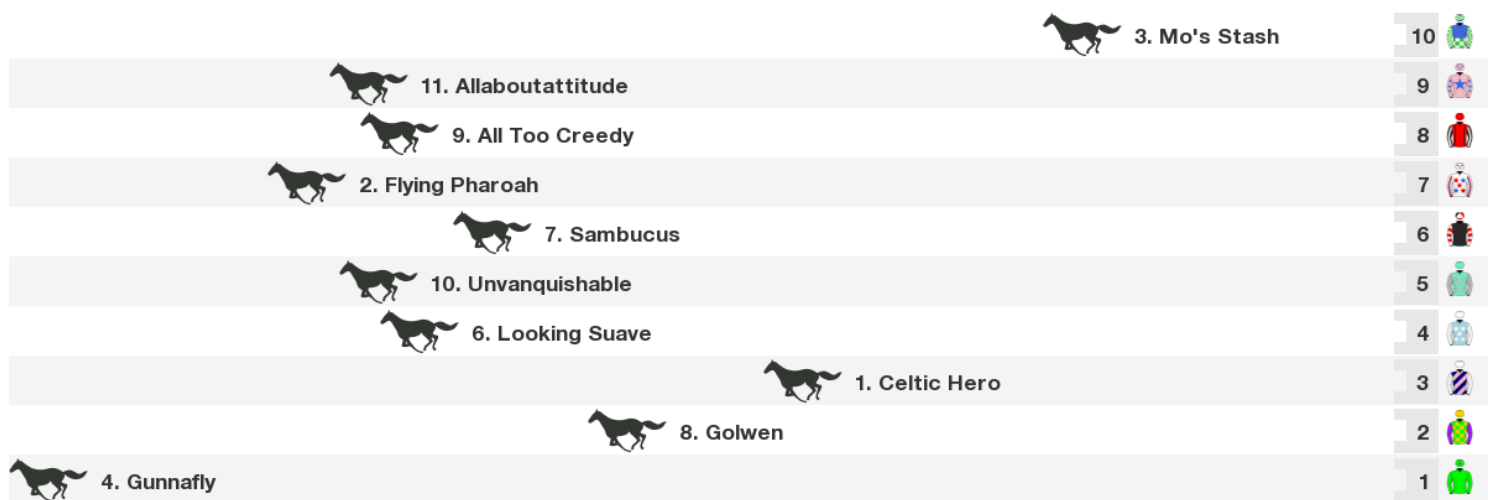 3. Mo's Stash 10
11. Allaboutattitude 9
9. All Too Creedy 8
2. Flying Pharoah 7
7. Sambucus 6
10. Unvanquishable 5
6. Looking Suave 4
1. Celtic Hero 3
8. Golwen 2
4. Gunnafly 1